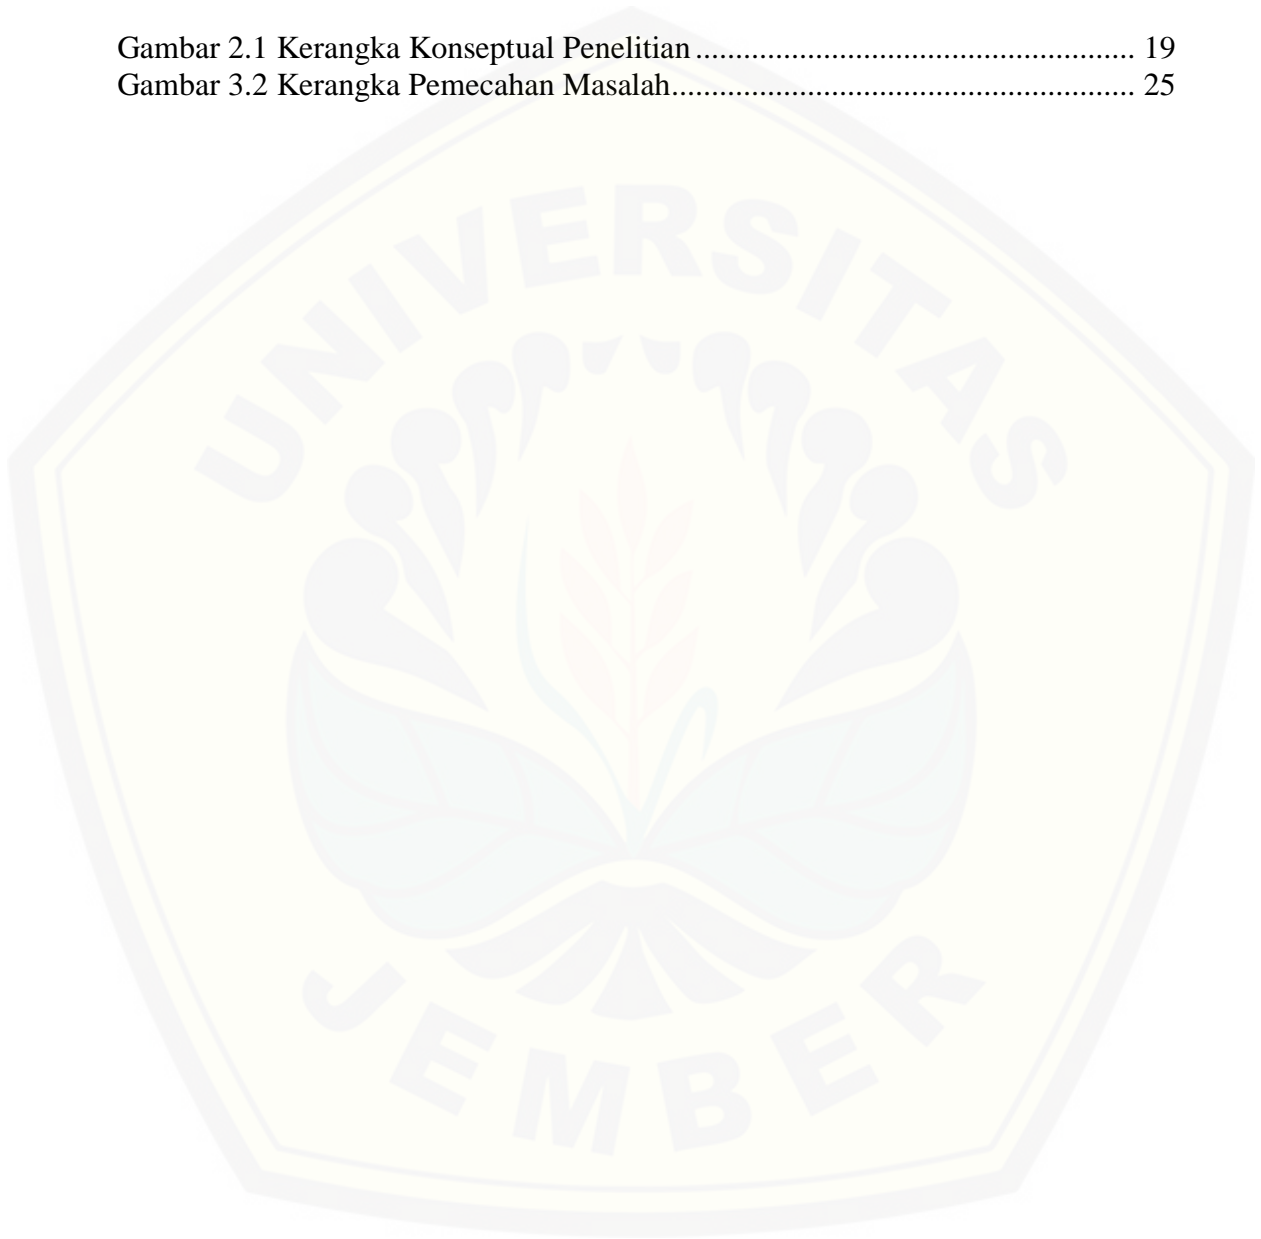 Gambar 2.1 Kerangka Konseptual Penelitian ....................................................... 19
Gambar 3.2 Kerangka Pemecahan Masalah.......................................................... 25
UNIVERSITAS
JEMBER